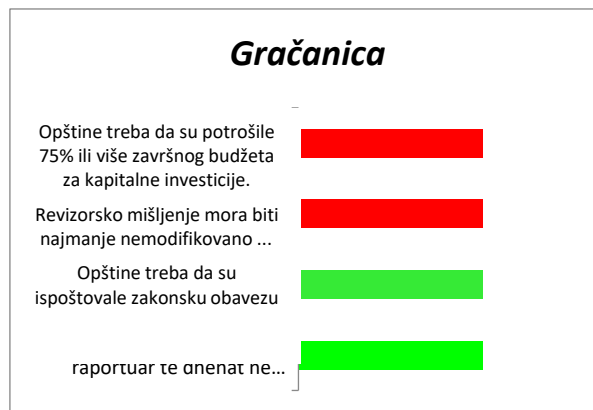 Gračanica
Opštine treba da su potrošile
75% ili više završnog budžeta
za kapitalne investicije.
Revizorsko mišljenje mora biti
najmanje nemodifikovano ...
Opštine treba da su
ispoštovale zakonsku obavezu
raportuar të dhënat në...